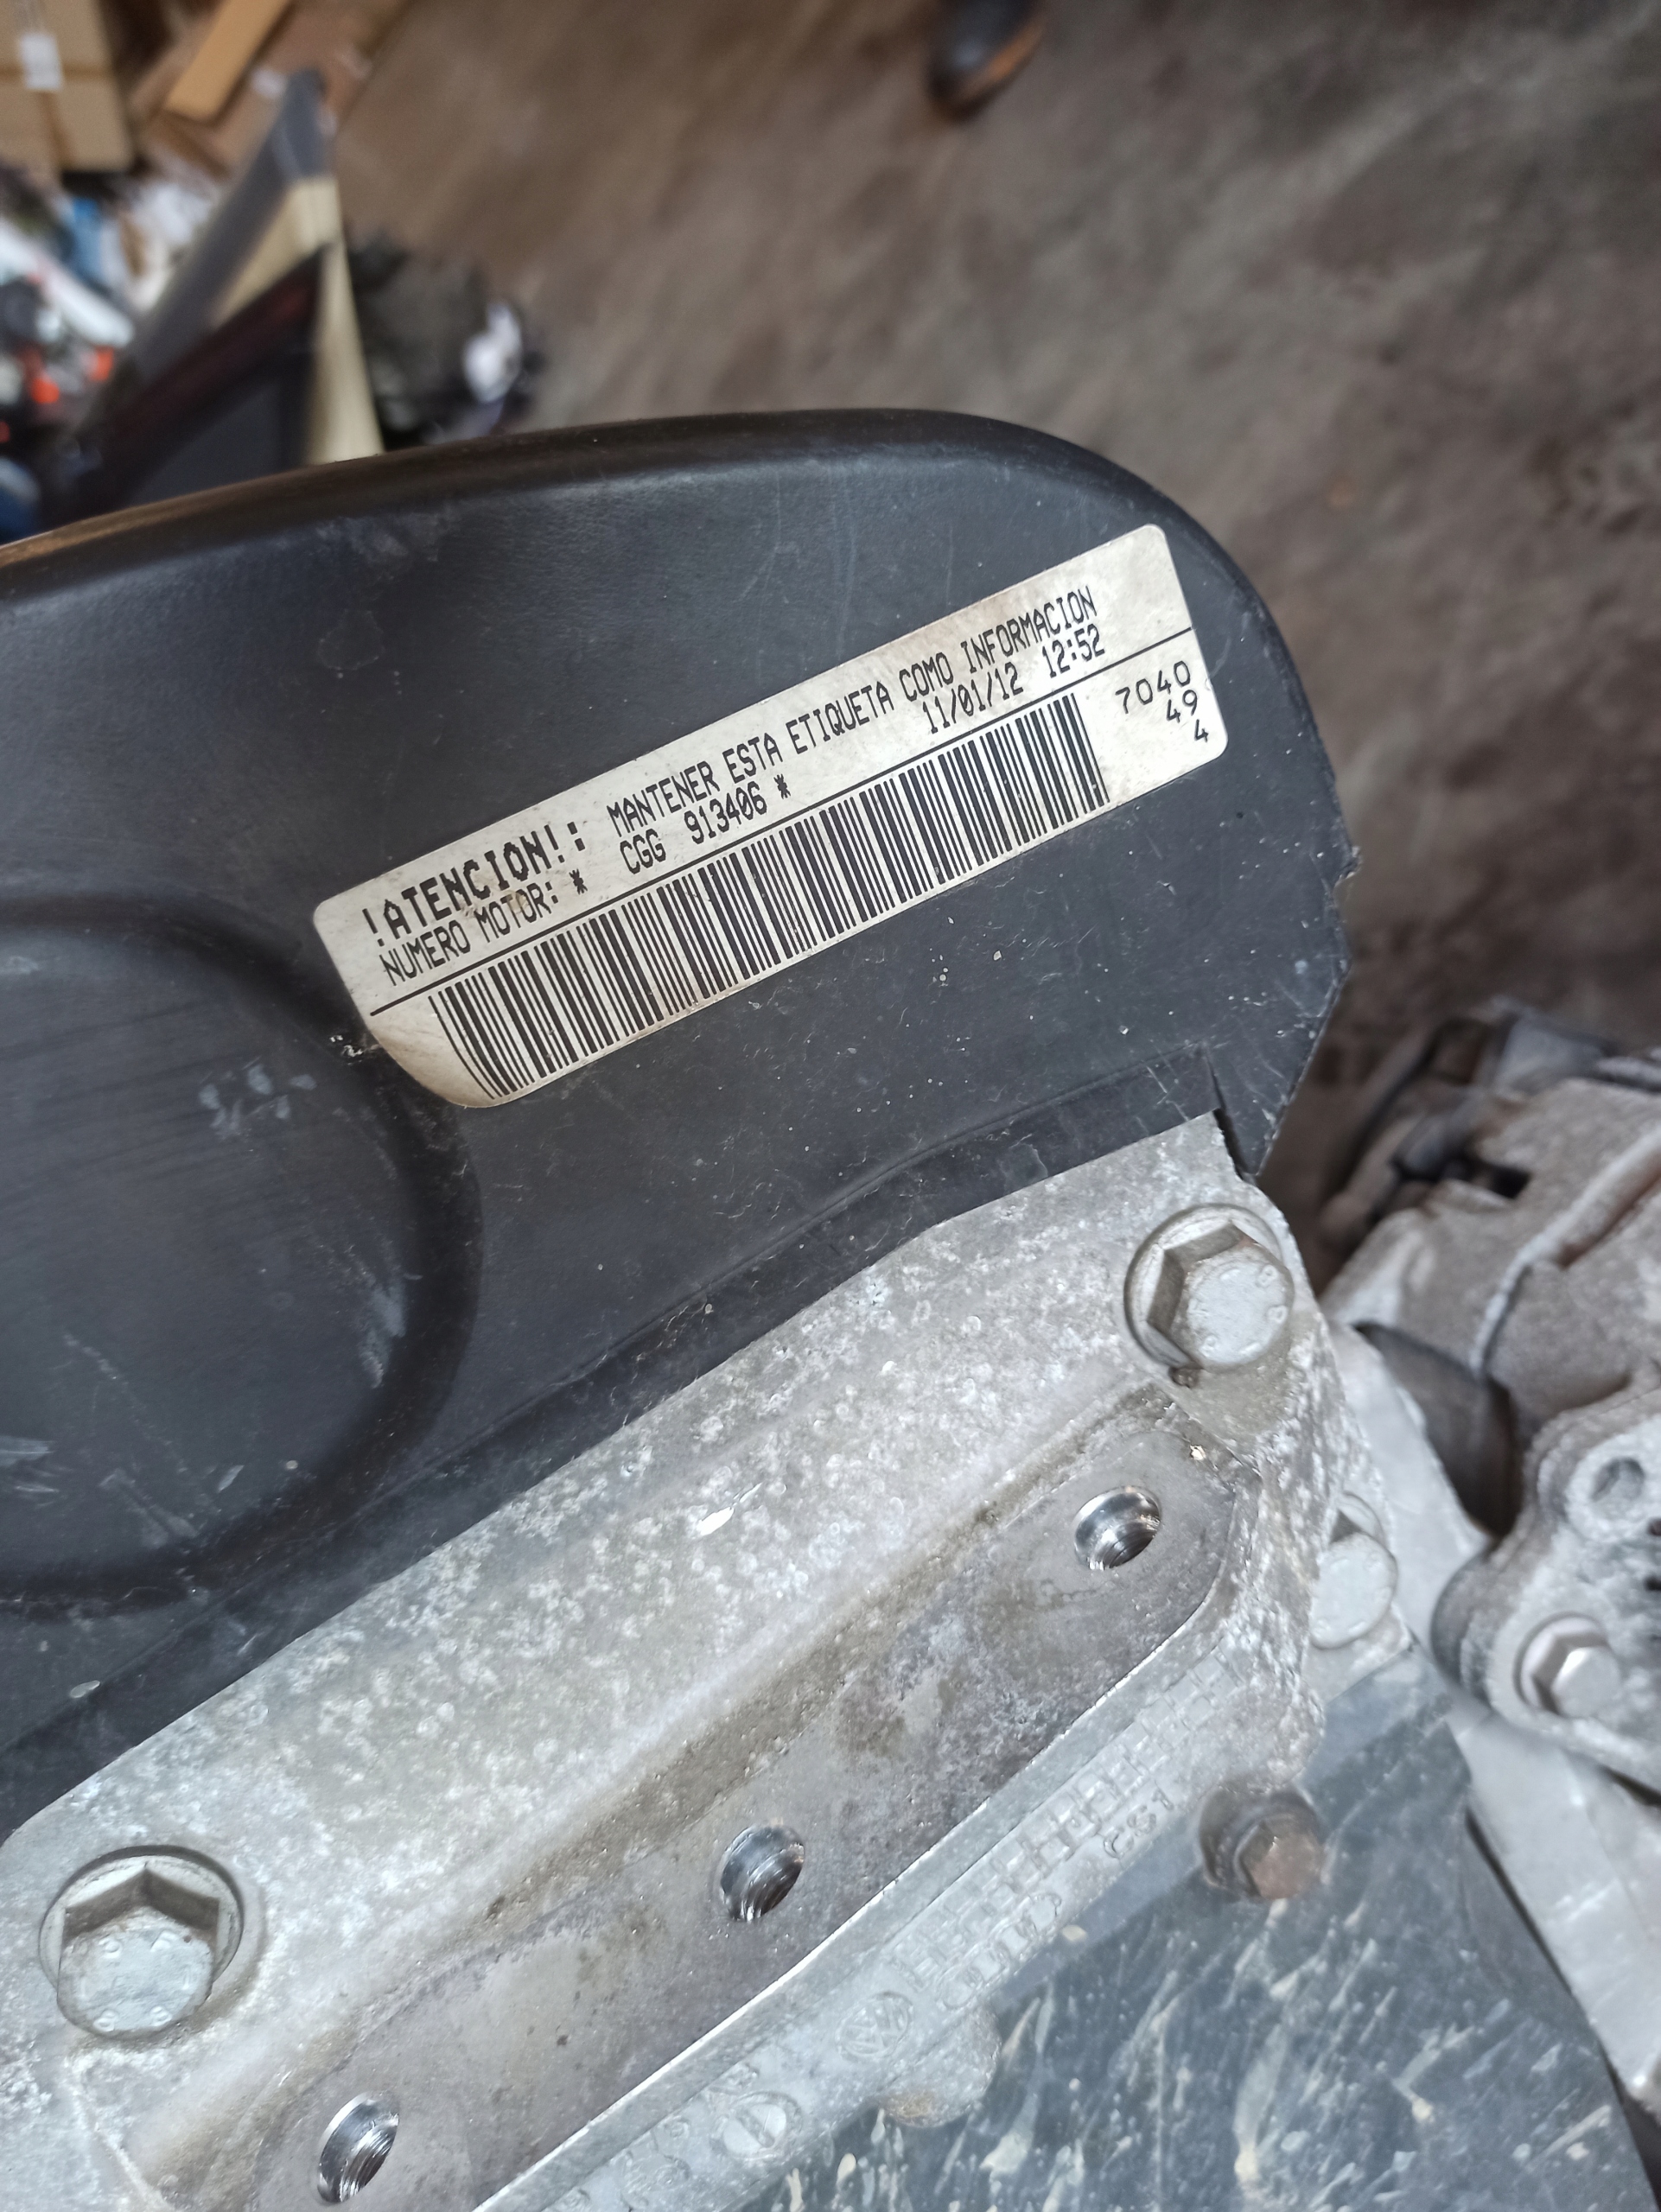 !ATENCION!: MANTENER ESTA ETIQUETA COMO INFORMACION
NUMERO MOTOR: * CGG 913406 * 11/01/12 12:52
7040
49
4